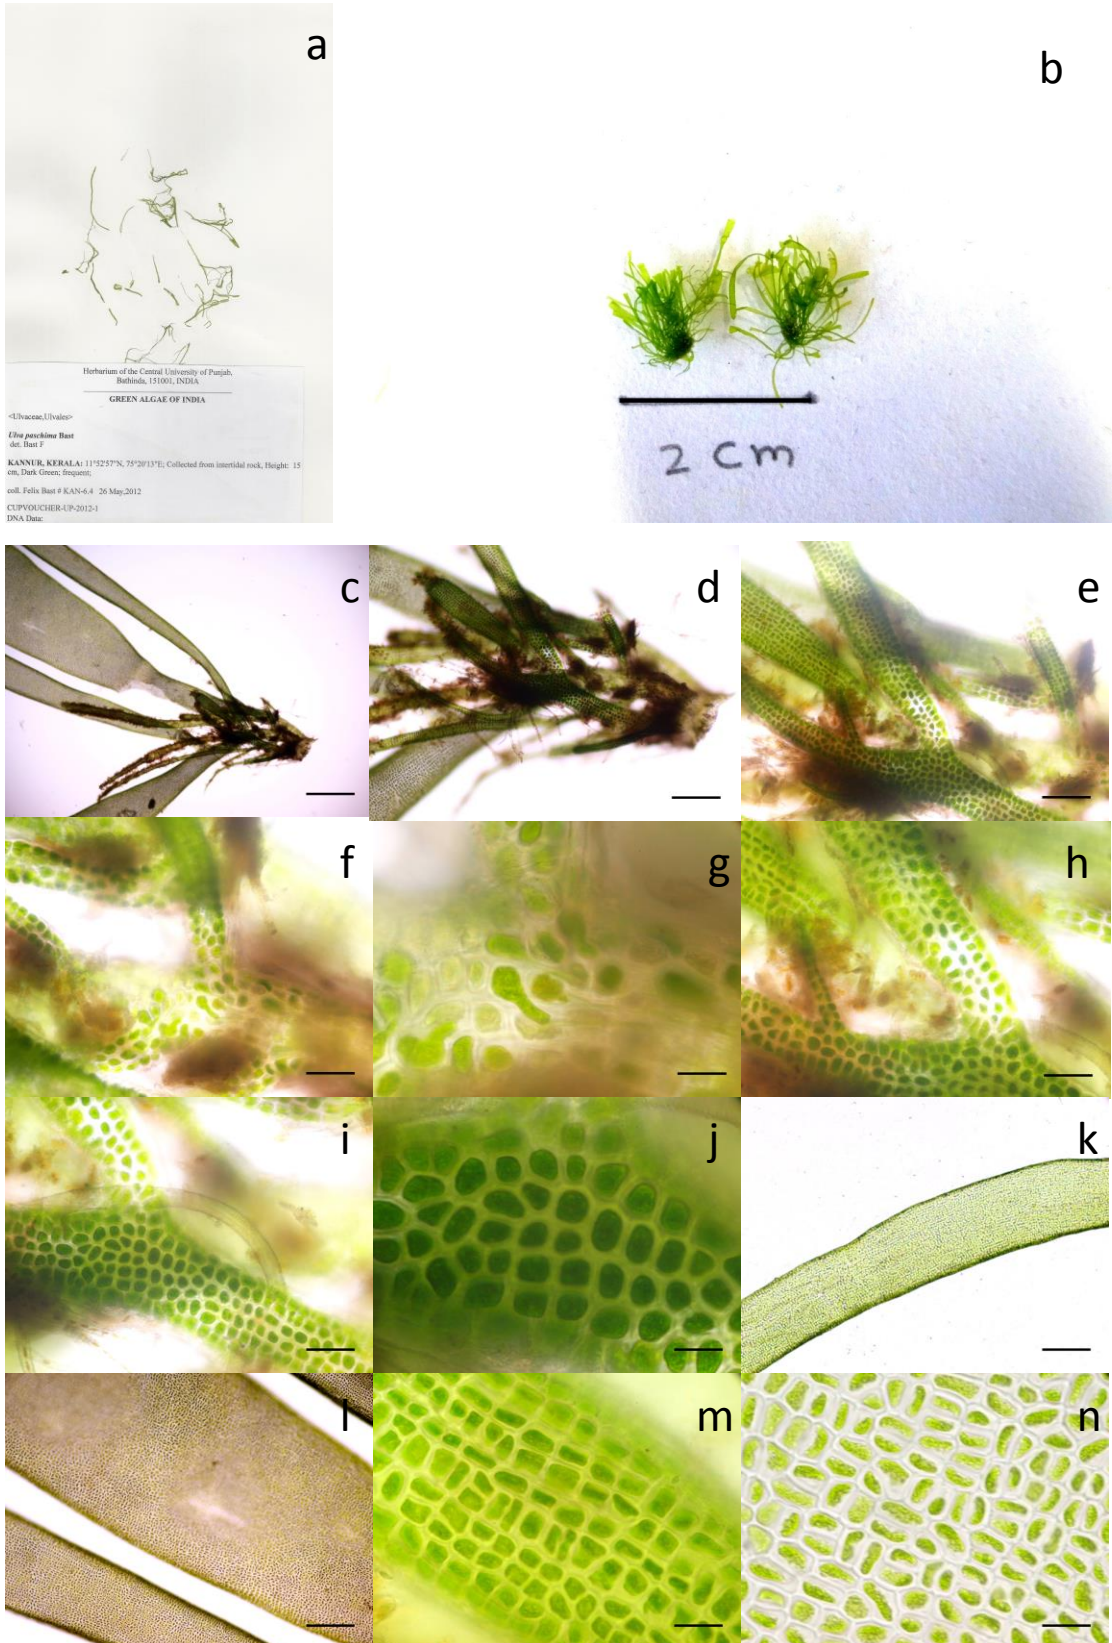 a
b
Herbarium of the Central University of Punjab,
Bathinda, 151001, INDIA
GREEN ALGAE OF INDIA
<Ulvaceae,Ulvales>
Ulva paschima Bast
det. Bast F
KANNUR, KERALA: 11°52'57"N, 75°20'13"E; Collected from intertidal rock, Height: 15
cm, Dark Green; frequent;
coll. Felix Bast # KAN-6.4 26 May,2012
CUPVOUCHER-UP-2012-1
DNA Data:
2 cm
c
d
e
f
g
h
i
j
k
l
m
n